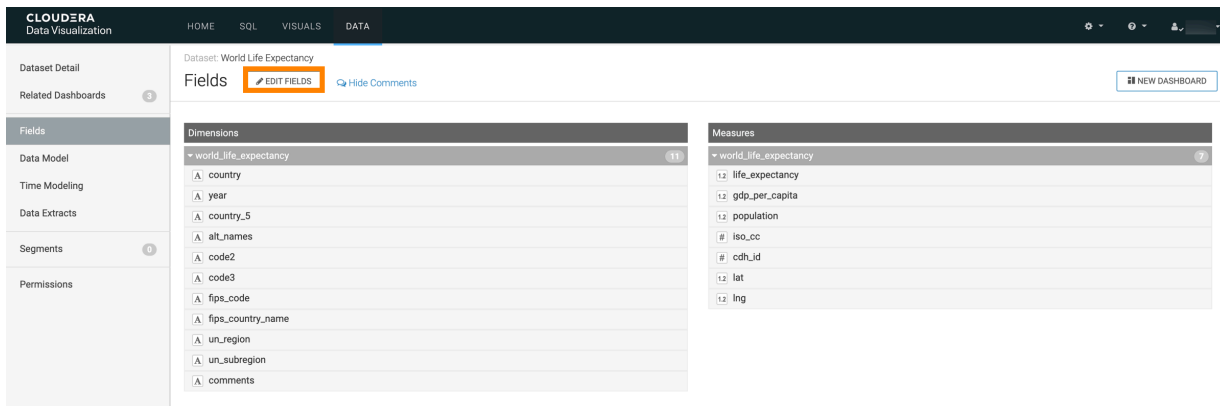 CLOUDERA
Data Visualization
HOME SQL VISUALS DATA
Dataset Detail
Related Dashboards 3
Fields
Data Model
Time Modeling
Data Extracts
Segments 0
Permissions
Dataset: World Life Expectancy
Fields EDIT FIELDS Hide Comments
NEW DASHBOARD
Dimensions
world_life_expectancy 11
A country
A year
A country_5
A alt_names
A code2
A code3
A fips_code
A fips_country_name
A un_region
A un_subregion
A comments
Measures
world_life_expectancy 7
1.2 life_expectancy
1.2 gdp_per_capita
1.2 population
# iso_cc
# cdh_id
1.2 lat
1.2 lng